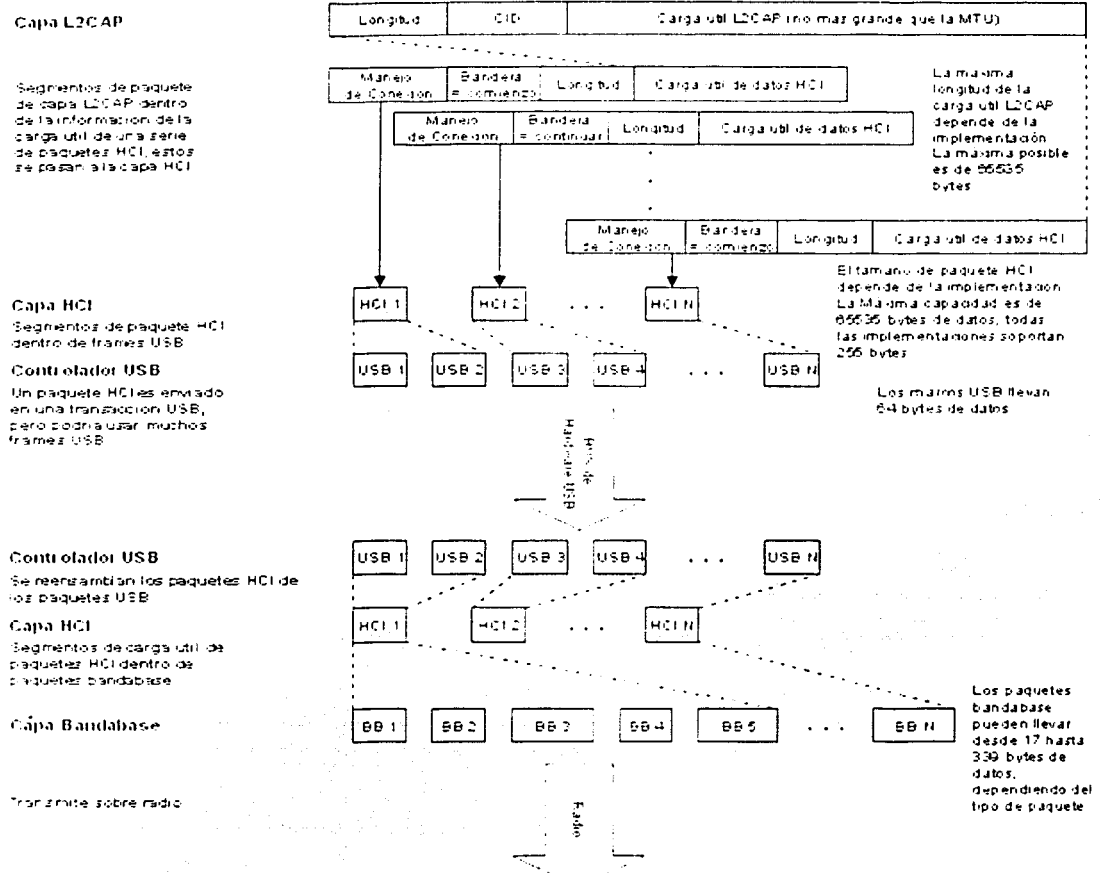 Capa L2CAP
Longitud CID Carga util L2CAP (no mas grande que la MTU)
Segmentos de paquete
de capa L2CAP dentro
de la informacion de la
carga util de una serie
de paquetes HCI, estos
se pasan a la capa HCI
Manejo
de Conexion
Bandera
= comienzo
Longitud
Carga util de datos HCI
Manejo
de Conexion
Bandera
= continuar
Longitud
Carga util de datos HCI
.
.
.
Manejo
de Conexion
Bandera
= comienzo
Longitud
Carga util de datos HCI
La maxima
longitud de la
carga util L2CAP
depende de la
implementación
La maxima posible
es de 65535
bytes
Capa HCI
Segmentos de paquete HCI
dentro de frames USB
HCI 1 HCI 2 . . . HCI N
El tamano de paquete HCI
depende de la implementacion
La Maxima capacidad es de
65535 bytes de datos, todas
las implementaciones soportan
255 bytes
Controlador USB
Un paquete HCI es enviado
en una transaccion USB,
pero podria usar muchos
frames USB
USB 1 USB 2 USB 3 USB 4 . . . USB N
Los marcos USB llevan
64 bytes de datos
Bus de
Hardware USB
Controlador USB
Se reensamblan los paquetes HCI de
los paquetes USB
USB 1 USB 2 USB 3 USB 4 . . . USB N
Capa HCI
Segmentos de carga util de
paquetes HCI dentro de
paquetes bandabase
HCI 1 HCI 2 . . . HCI N
Cápa Bandabase
BB 1 BB 2 BB 3 BB 4 BB 5 . . . BB N
Los paquetes
bandabase
pueden llevar
desde 17 hasta
339 bytes de
datos,
dependiendo del
tipo de paquete
Transmite sobre radio
Radio